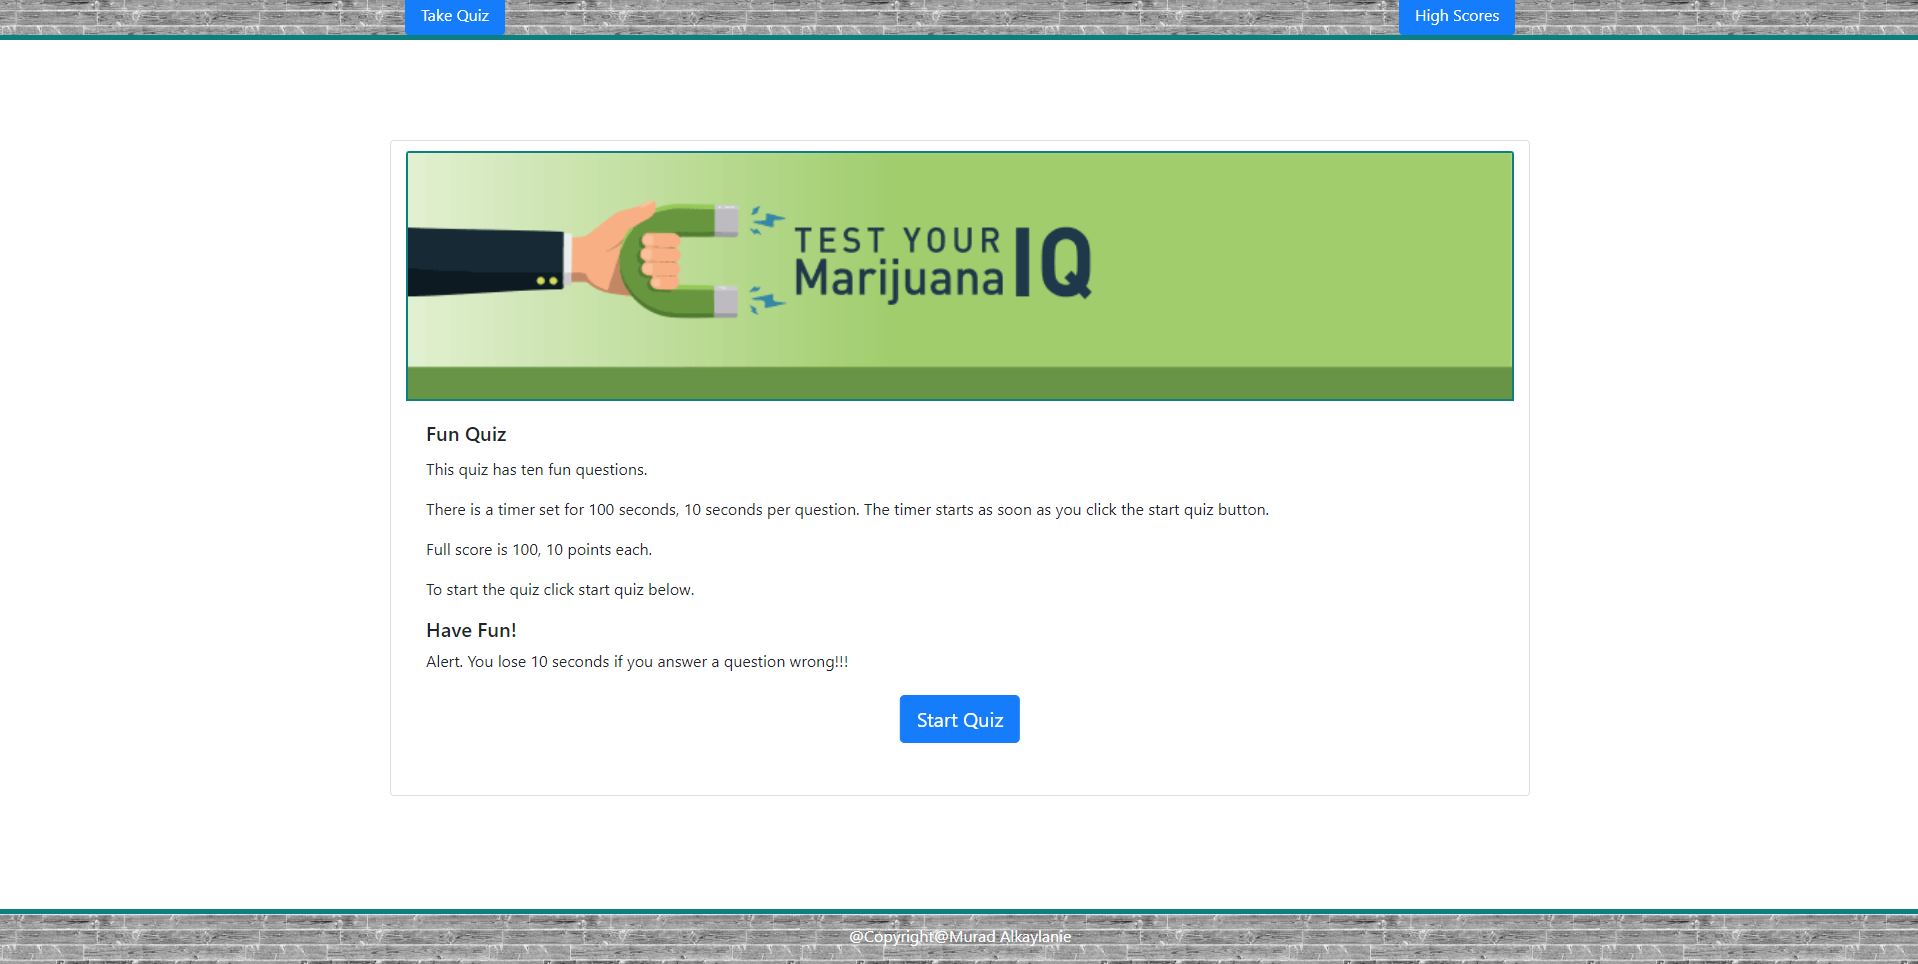 Take Quiz
High Scores
TEST YOUR
Marijuana IQ
Fun Quiz
This quiz has ten fun questions.
There is a timer set for 100 seconds, 10 seconds per question. The timer starts as soon as you click the start quiz button.
Full score is 100, 10 points each.
To start the quiz click start quiz below.
Have Fun!
Alert. You lose 10 seconds if you answer a question wrong!!!
Start Quiz
@Copyright@Murad Alkaylanie